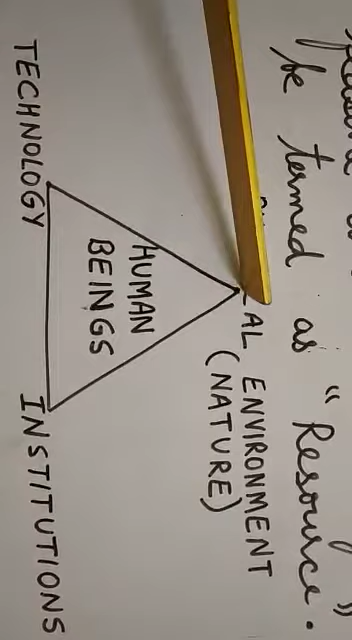 be termed as "Resource".
AL ENVIRONMENT
(NATURE)
HUMAN
BEINGS
TECHNOLOGY
INSTITUTIONS